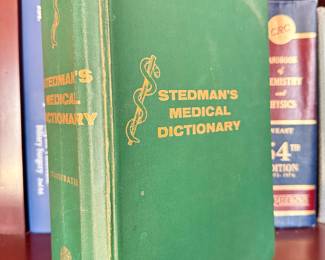 STEDMAN'S
MEDICAL
DICTIONARY
STEDMAN'S
MEDICAL
DICTIONARY
CRC
HANDBOOK
of
CHEMISTRY
and
PHYSICS
54TH
EDITION